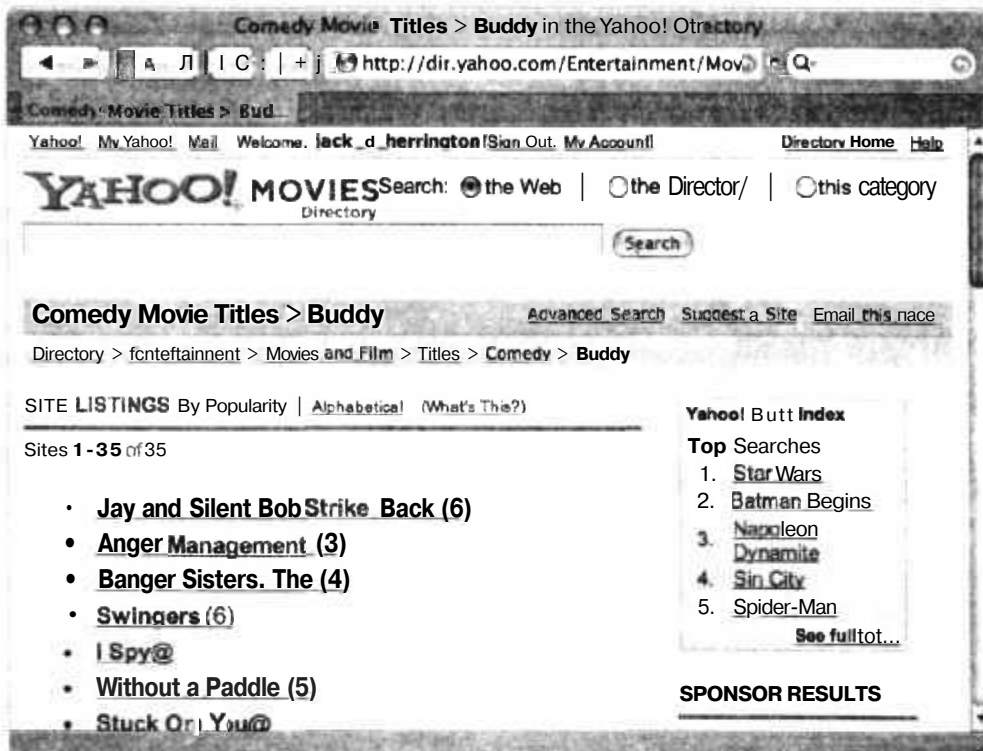 Comedy Movie Titles > Buddy in the Yahoo! Otrectory
A Л | C : | + j http://dir.yahoo.com/Entertainment/Mov Q-
Comedy Movie Titles > Bud...
Yahoo! My Yahoo! Mail Welcome, jack_d_herrington [Sign Out, My Account] Directory Home Help
YAHOO! MOVIES Search: the Web | the Director/ | this category
Directory
Search
Comedy Movie Titles > Buddy Advanced Search Suggest a Site Email this nace
Directory > fcnteftainnent > Movies and Film > Titles > Comedy > Buddy
SITE LISTINGS By Popularity | Alphabetical (What's This?)
Sites 1-35 of 35
• Jay and Silent Bob Strike Back (6)
• Anger Management (3)
• Banger Sisters. The (4)
• Swingers (6)
• I Spy@
• Without a Paddle (5)
• Stuck On You@
Yahoo! Butt Index
Top Searches
1. Star Wars
2. Batman Begins
3. Napoleon
Dynamite
4. Sin City
5. Spider-Man
See full tot...
SPONSOR RESULTS